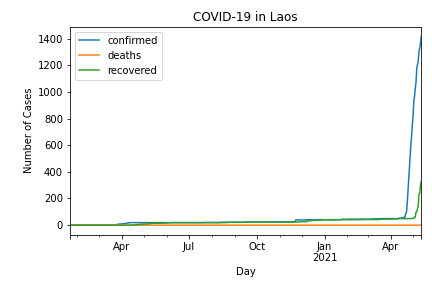 COVID-19 in Laos
confirmed
deaths
recovered
Number of Cases
1400
1200
1000
800
600
400
200
0
Apr
Jul
Oct
Jan
2021
Apr
Day